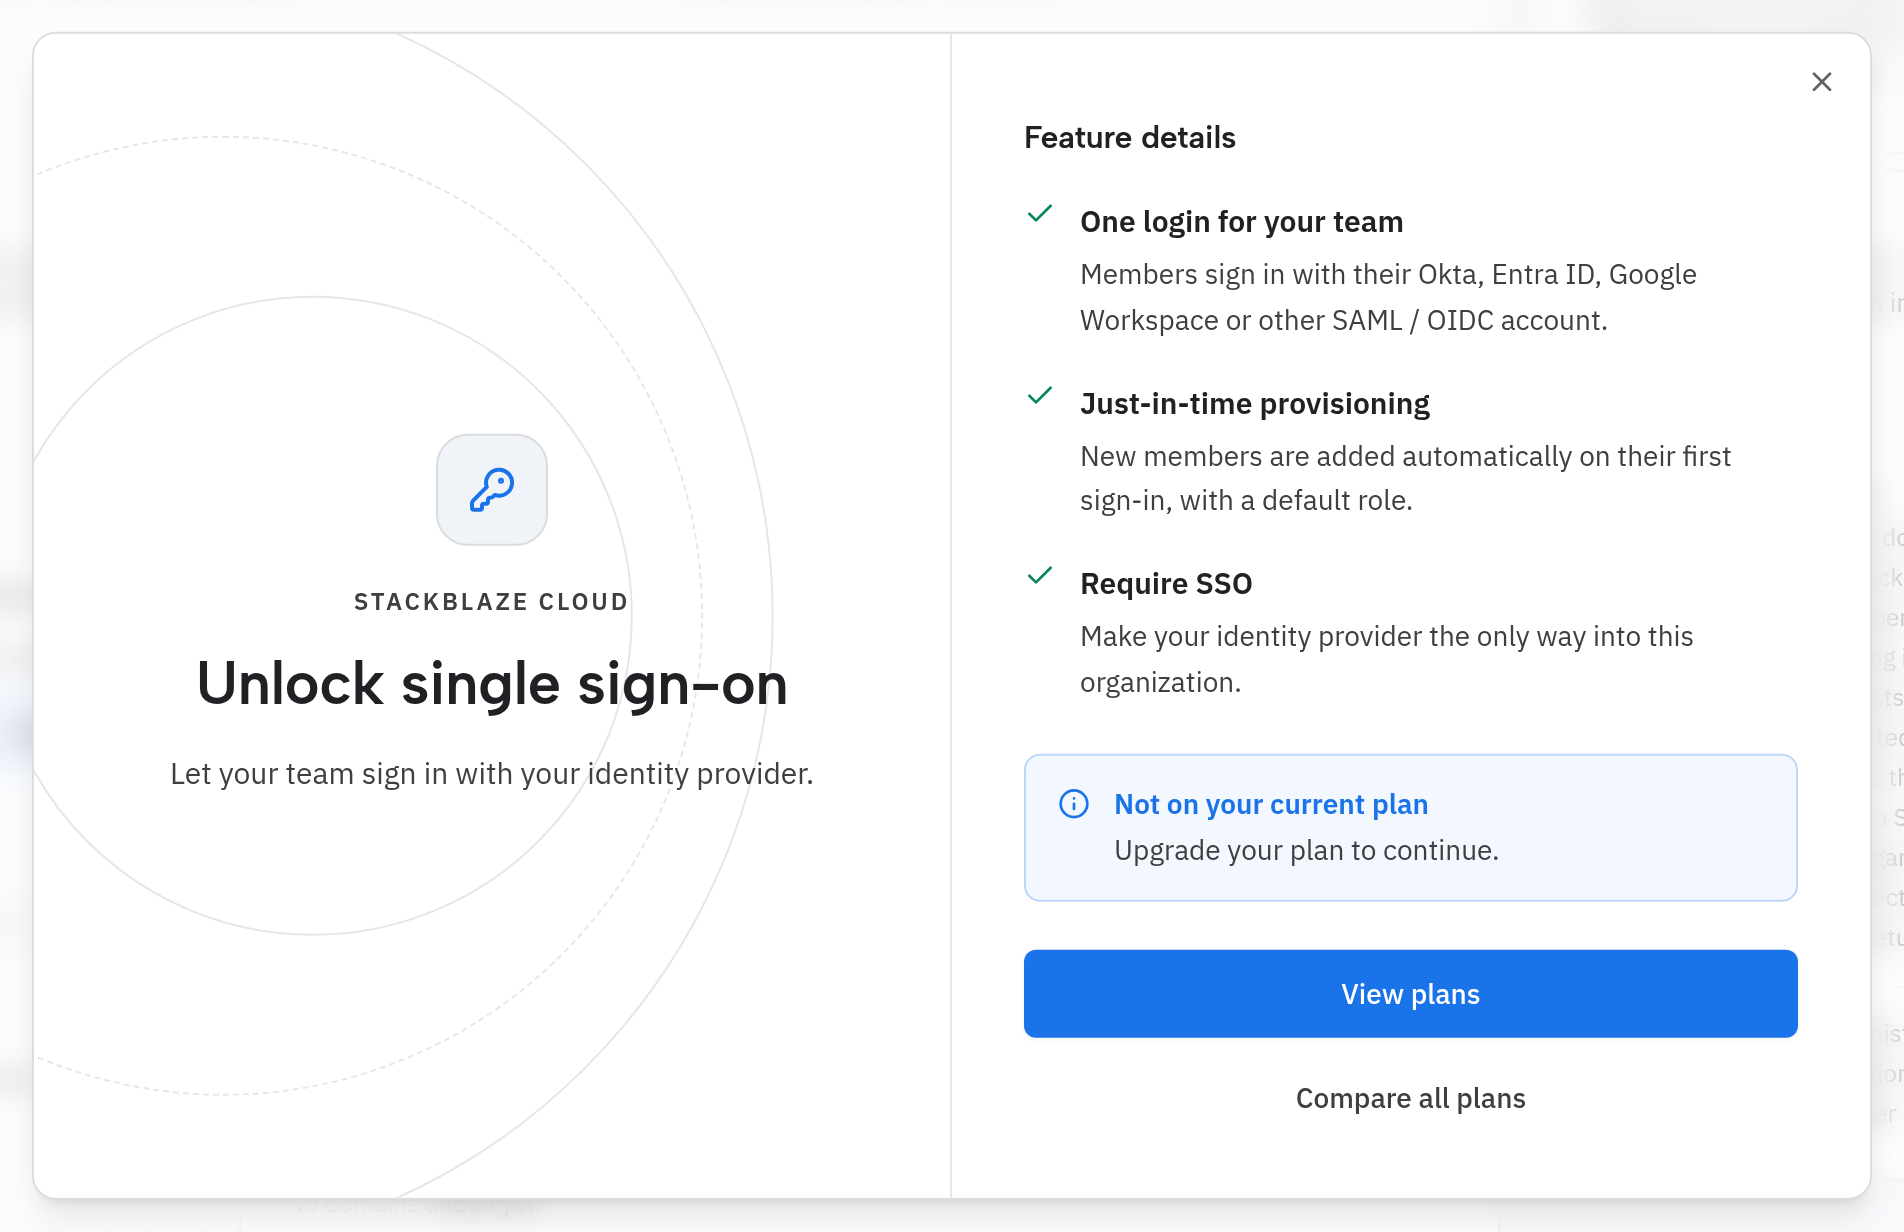 STACKBLAZE CLOUD
Unlock single sign-on
Let your team sign in with your identity provider.
Feature details
One login for your team
Members sign in with their Okta, Entra ID, Google
Workspace or other SAML / OIDC account.
Just-in-time provisioning
New members are added automatically on their first
sign-in, with a default role.
Require SSO
Make your identity provider the only way into this
organization.
Not on your current plan
Upgrade your plan to continue.
View plans
Compare all plans
No domains added yet.